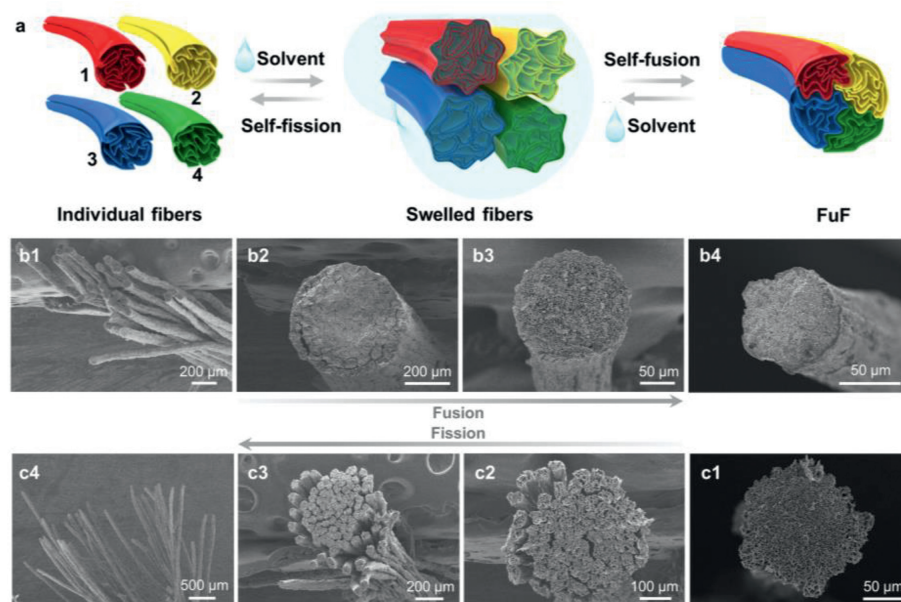 a
1
2
3
4
Solvent
Self-fission
Self-fusion
Solvent
Individual fibers
Swelled fibers
FuF
b1
200 µm
b2
200 µm
b3
50 µm
b4
50 µm
Fusion
Fission
c4
500 µm
c3
200 µm
c2
100 µm
c1
50 µm